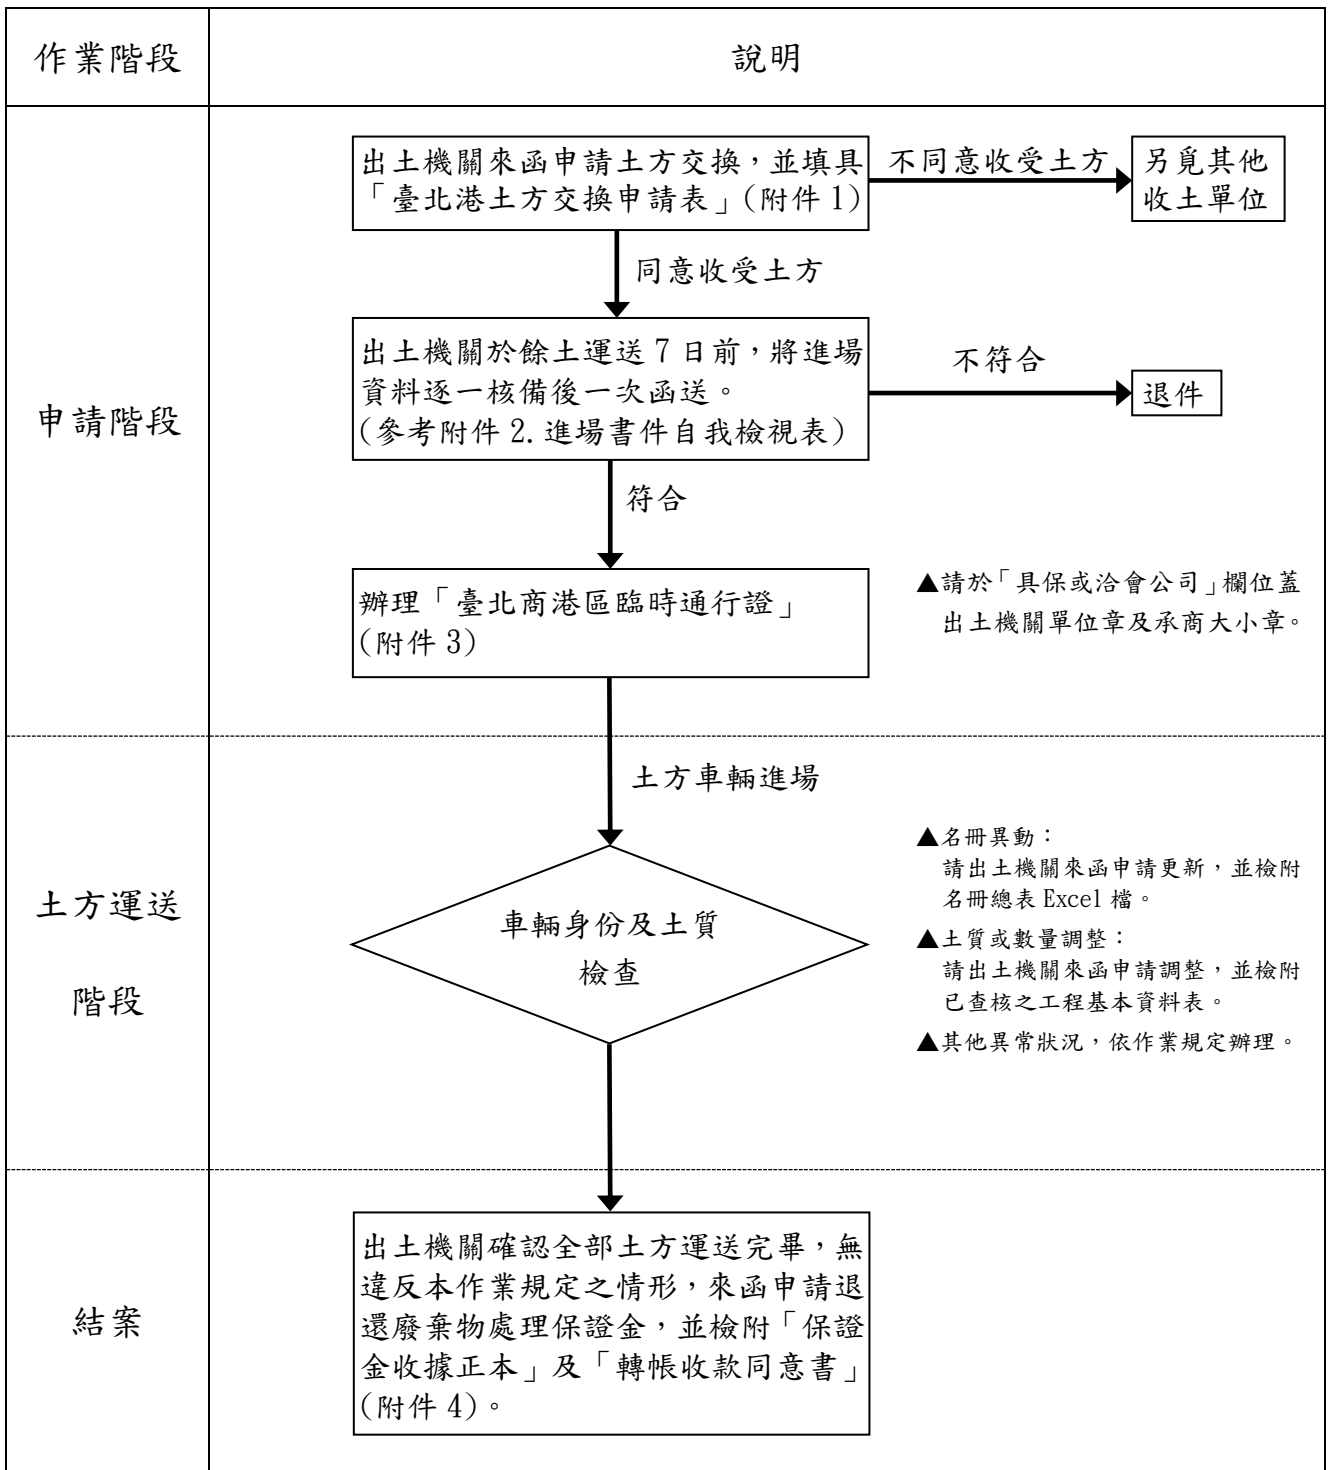 作業階段
說明
申請階段
出土機關來函申請土方交換，並填具
「臺北港土方交換申請表」(附件 1)
不同意收受土方
另覓其他
收土單位
同意收受土方
出土機關於餘土運送 7 日前，將進場
資料逐一核備後一次函送。
(參考附件 2. 進場書件自我檢視表)
不符合
退件
符合
辦理「臺北商港區臨時通行證」
(附件 3)
▲請於「具保或洽會公司」欄位蓋
出土機關單位章及承商大小章。
土方運送
階段
土方車輛進場
車輛身份及土質
檢查
▲名冊異動：
請出土機關來函申請更新，並檢附
名冊總表 Excel 檔。
▲土質或數量調整：
請出土機關來函申請調整，並檢附
已查核之工程基本資料表。
▲其他異常狀況，依作業規定辦理。
結案
出土機關確認全部土方運送完畢，無
違反本作業規定之情形，來函申請退
還廢棄物處理保證金，並檢附「保證
金收據正本」及「轉帳收款同意書」
(附件 4)。